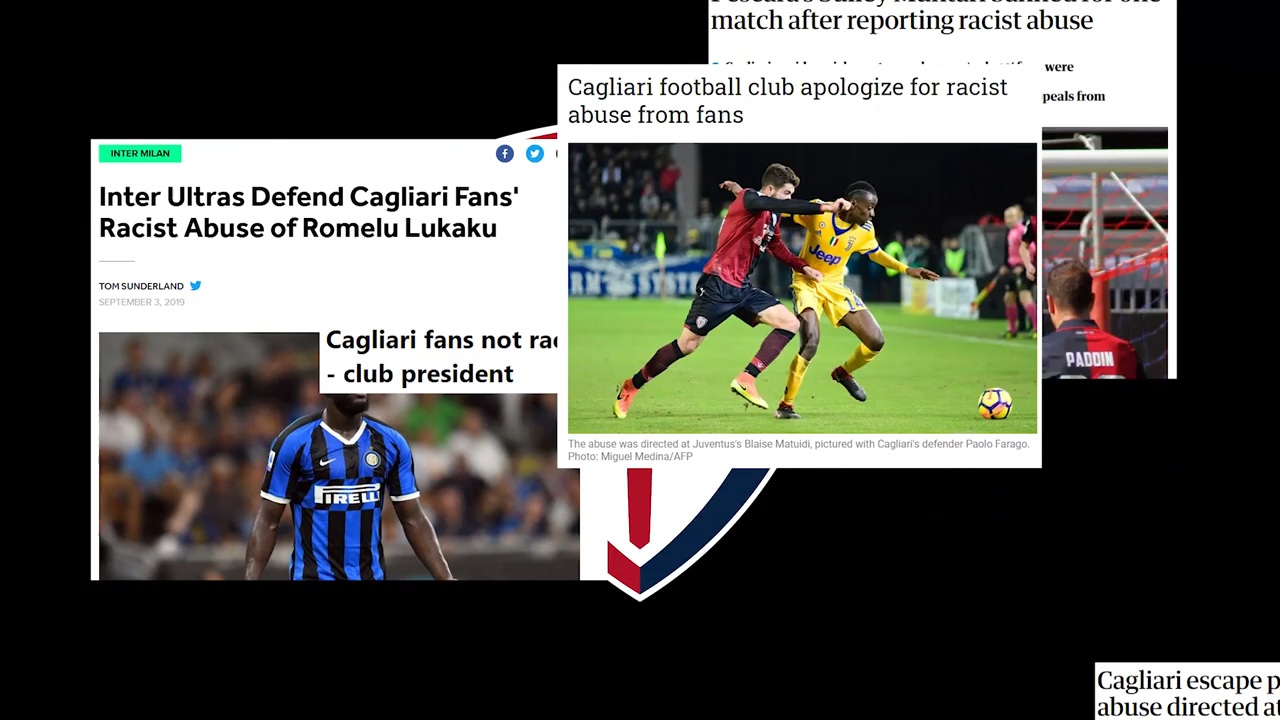 match after reporting racist abuse
were
peals from
Cagliari football club apologize for racist
abuse from fans
INTER MILAN
Inter Ultras Defend Cagliari Fans'
Racist Abuse of Romelu Lukaku
TOM SUNDERLAND
SEPTEMBER 3, 2019
Cagliari fans not rac
- club president
Jeep
PADDIN
PIRELLI
The abuse was directed at Juventus's Blaise Matuidi, pictured with Cagliari's defender Paolo Farago.
Photo: Miguel Medina/AFP
Cagliari escape p
abuse directed at